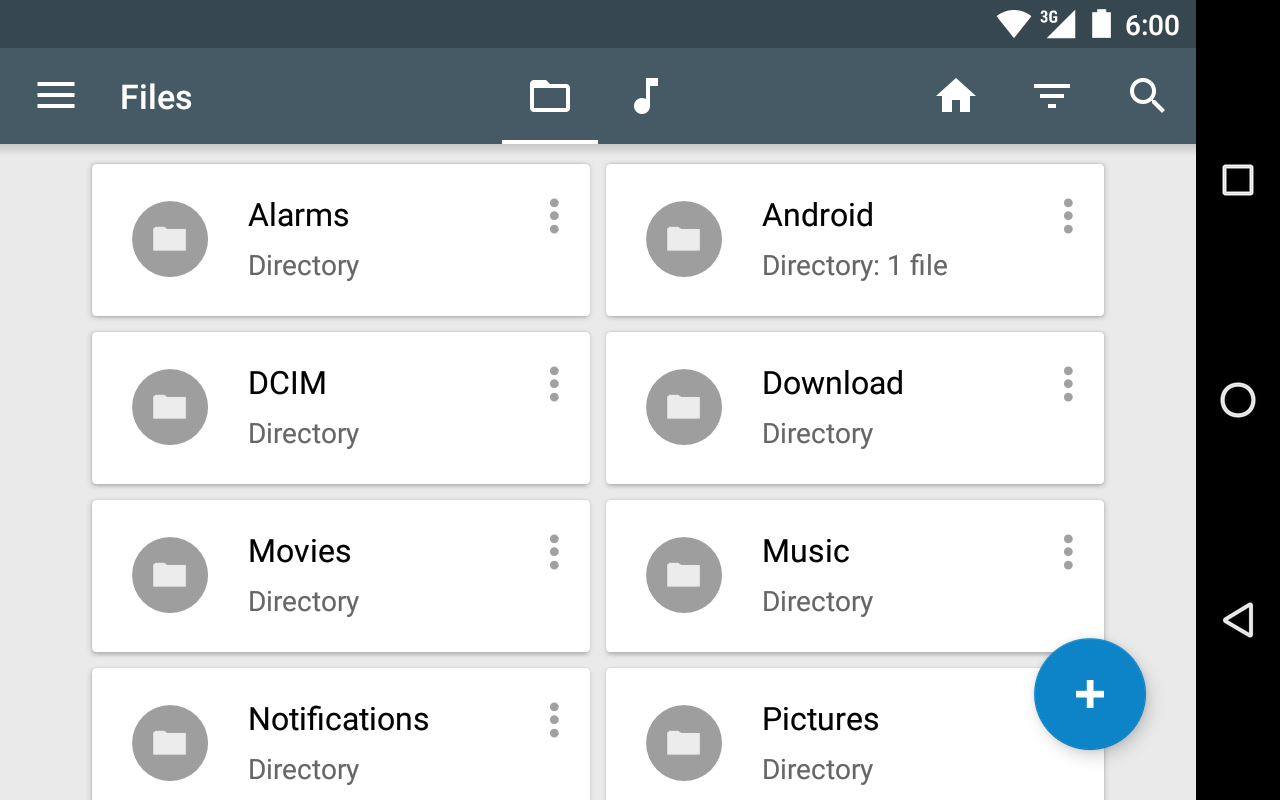 3G 6:00
Files
Alarms
Directory
Android
Directory: 1 file
DCIM
Directory
Download
Directory
Movies
Directory
Music
Directory
Notifications
Directory
Pictures
Directory